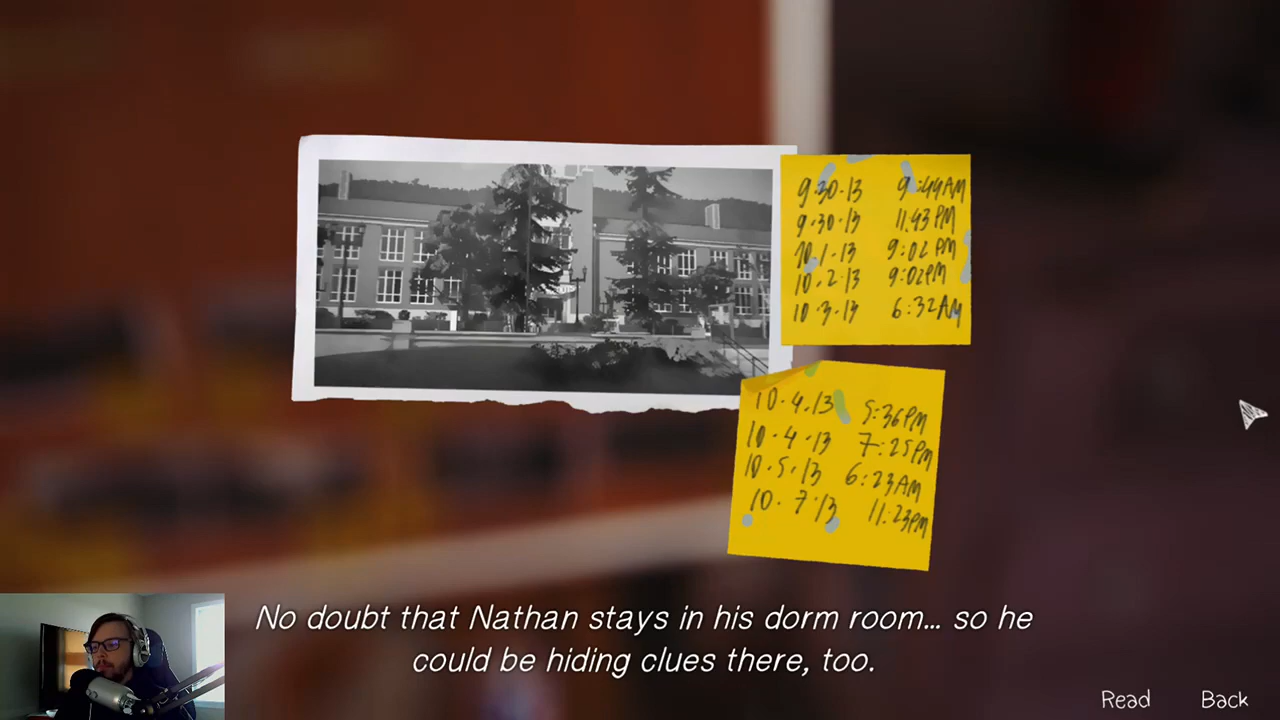 9.30.13 9:44AM
9.30.13 11.43PM
10.1.13 9:02PM
10.2.13 9:02PM
10.3.13 6:32AM
10.4.13 5:36PM
10.4.13 7:25PM
10.5.13 6:23AM
10.7.13 11:23PM
No doubt that Nathan stays in his dorm room... so he
could be hiding clues there, too.
Read Back